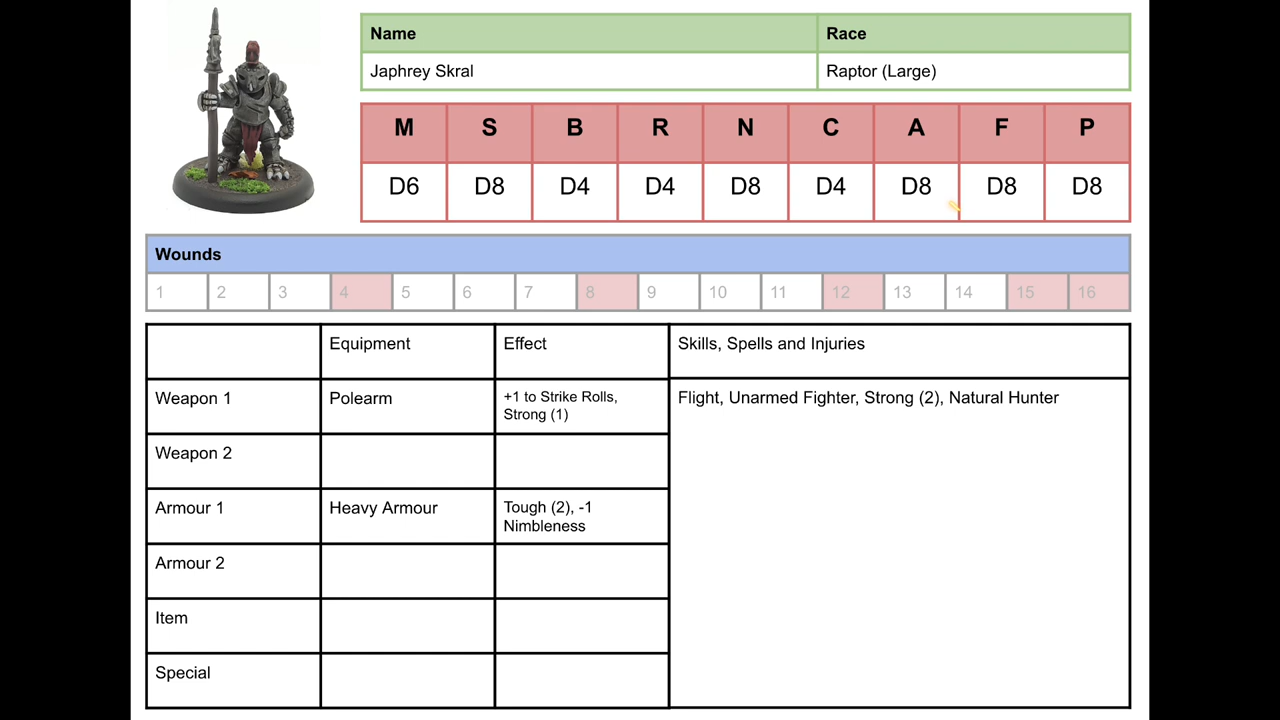 Name Race
Japhrey Skral Raptor (Large)
M S B R N C A F P
D6 D8 D4 D4 D8 D4 D8 D8 D8
Wounds
1 2 3 4 5 6 7 8 9 10 11 12 13 14 15 16
Equipment Effect Skills, Spells and Injuries
Weapon 1 Polearm +1 to Strike Rolls, Flight, Unarmed Fighter, Strong (2), Natural Hunter
Strong (1)
Weapon 2
Armour 1 Heavy Armour Tough (2), -1
Nimbleness
Armour 2
Item
Special